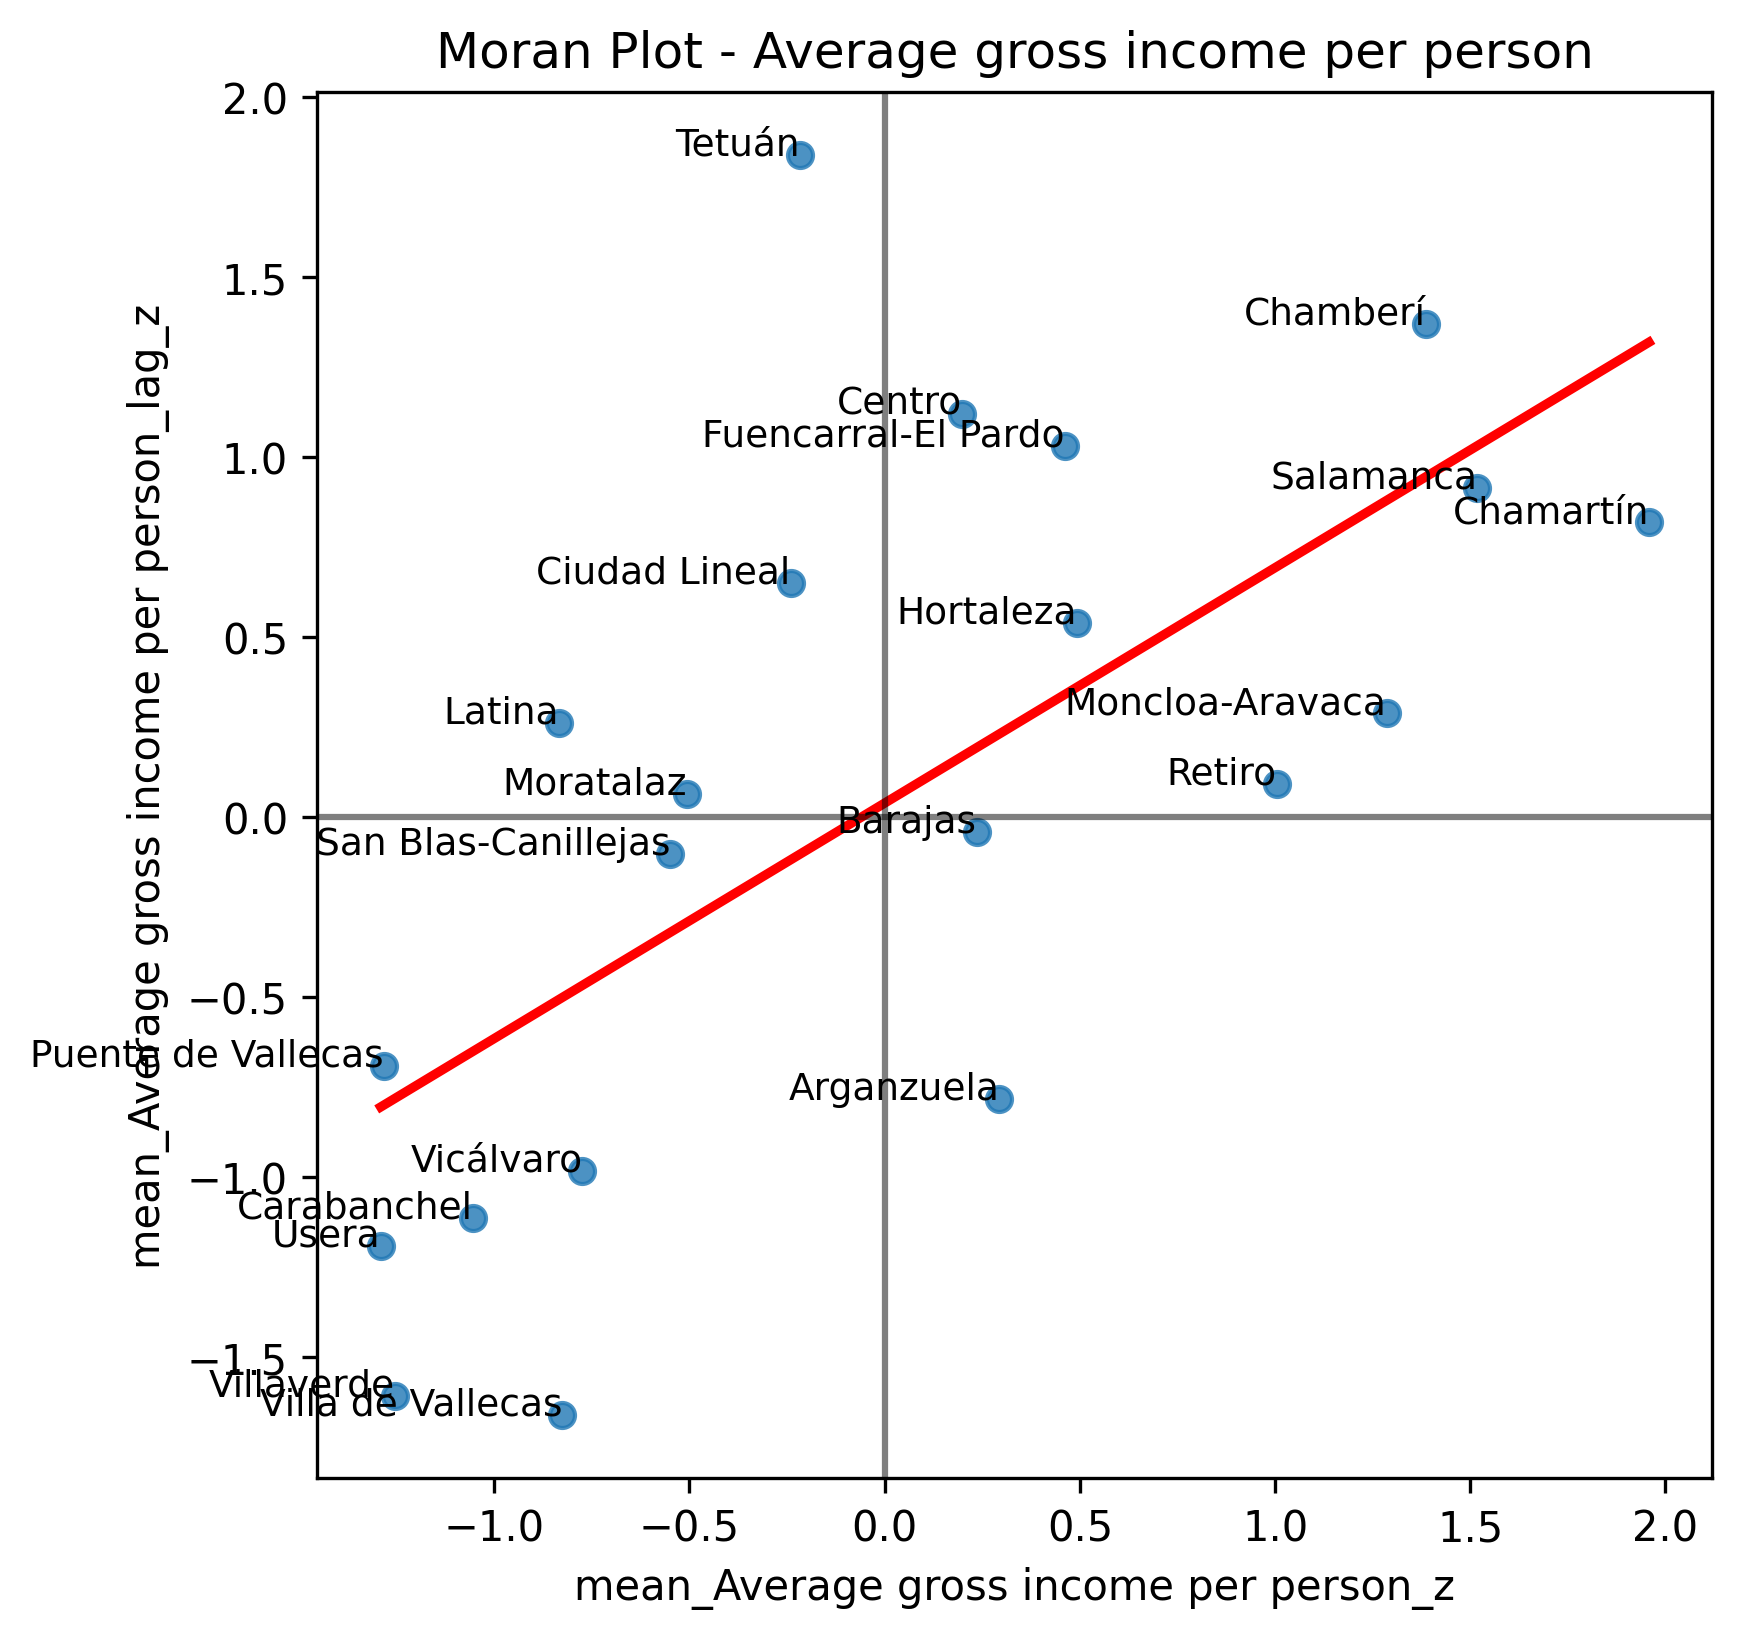 Moran Plot - Average gross income per person
mean_Average gross income per person_lag_z
2.0
1.5
1.0
0.5
0.0
−0.5
−1.0
−1.5
Tetuán
Chamberí
Centro
Fuencarral-El Pardo
Salamanca
Chamartín
Ciudad Lineal
Hortaleza
Latina
Moncloa-Aravaca
Moratalaz
Retiro
Barajas
San Blas-Canillejas
Puente de Vallecas
Arganzuela
Vicálvaro
Carabanchel
Usera
Villaverde
Villa de Vallecas
−1.0
−0.5
0.0
0.5
1.0
1.5
2.0
mean_Average gross income per person_z